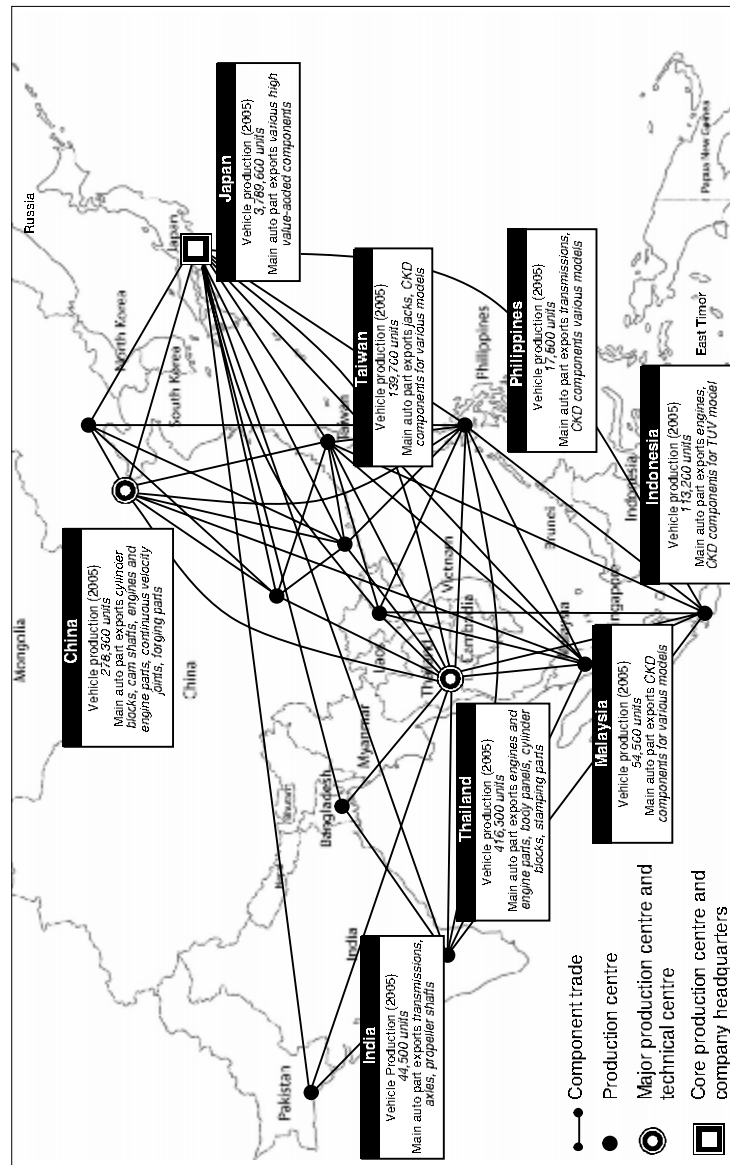 Russia
Mongolia
North Korea
South Korea
Japan
China
Pakistan
India
Bangladesh
Bhutan
Myanmar
Laos
Thailand
Vietnam
Cambodia
Taiwan
Philippines
Brunei
Indonesia
East Timor
Papua New Guinea
China
Vehicle production (2005)
278,300 units
Main auto part exports cylinder
blocks, cam shafts, engines and
engine parts, continuous velocity
joints, forging parts
Japan
Vehicle production (2005)
3,789,600 units
Main auto part exports various high
value-added components
Taiwan
Vehicle production (2005)
139,700 units
Main auto part exports jacks, CKD
components for various models
Philippines
Vehicle production (2005)
17,600 units
Main auto part exports transmissions,
CKD components various models
Indonesia
Vehicle production (2005)
113,200 units
Main auto part exports engines,
CKD components for TUV model
Malaysia
Vehicle production (2005)
54,500 units
Main auto part exports CKD
components for various models
Thailand
Vehicle production (2005)
416,300 units
Main auto part exports engines and
engine parts, body panels, cylinder
blocks, stamping parts
India
Vehicle Production (2005)
44,500 units
Main auto part exports transmissions,
axles, propeller shafts
Component trade
Production centre
Major production centre and
technical centre
Core production centre and
company headquarters